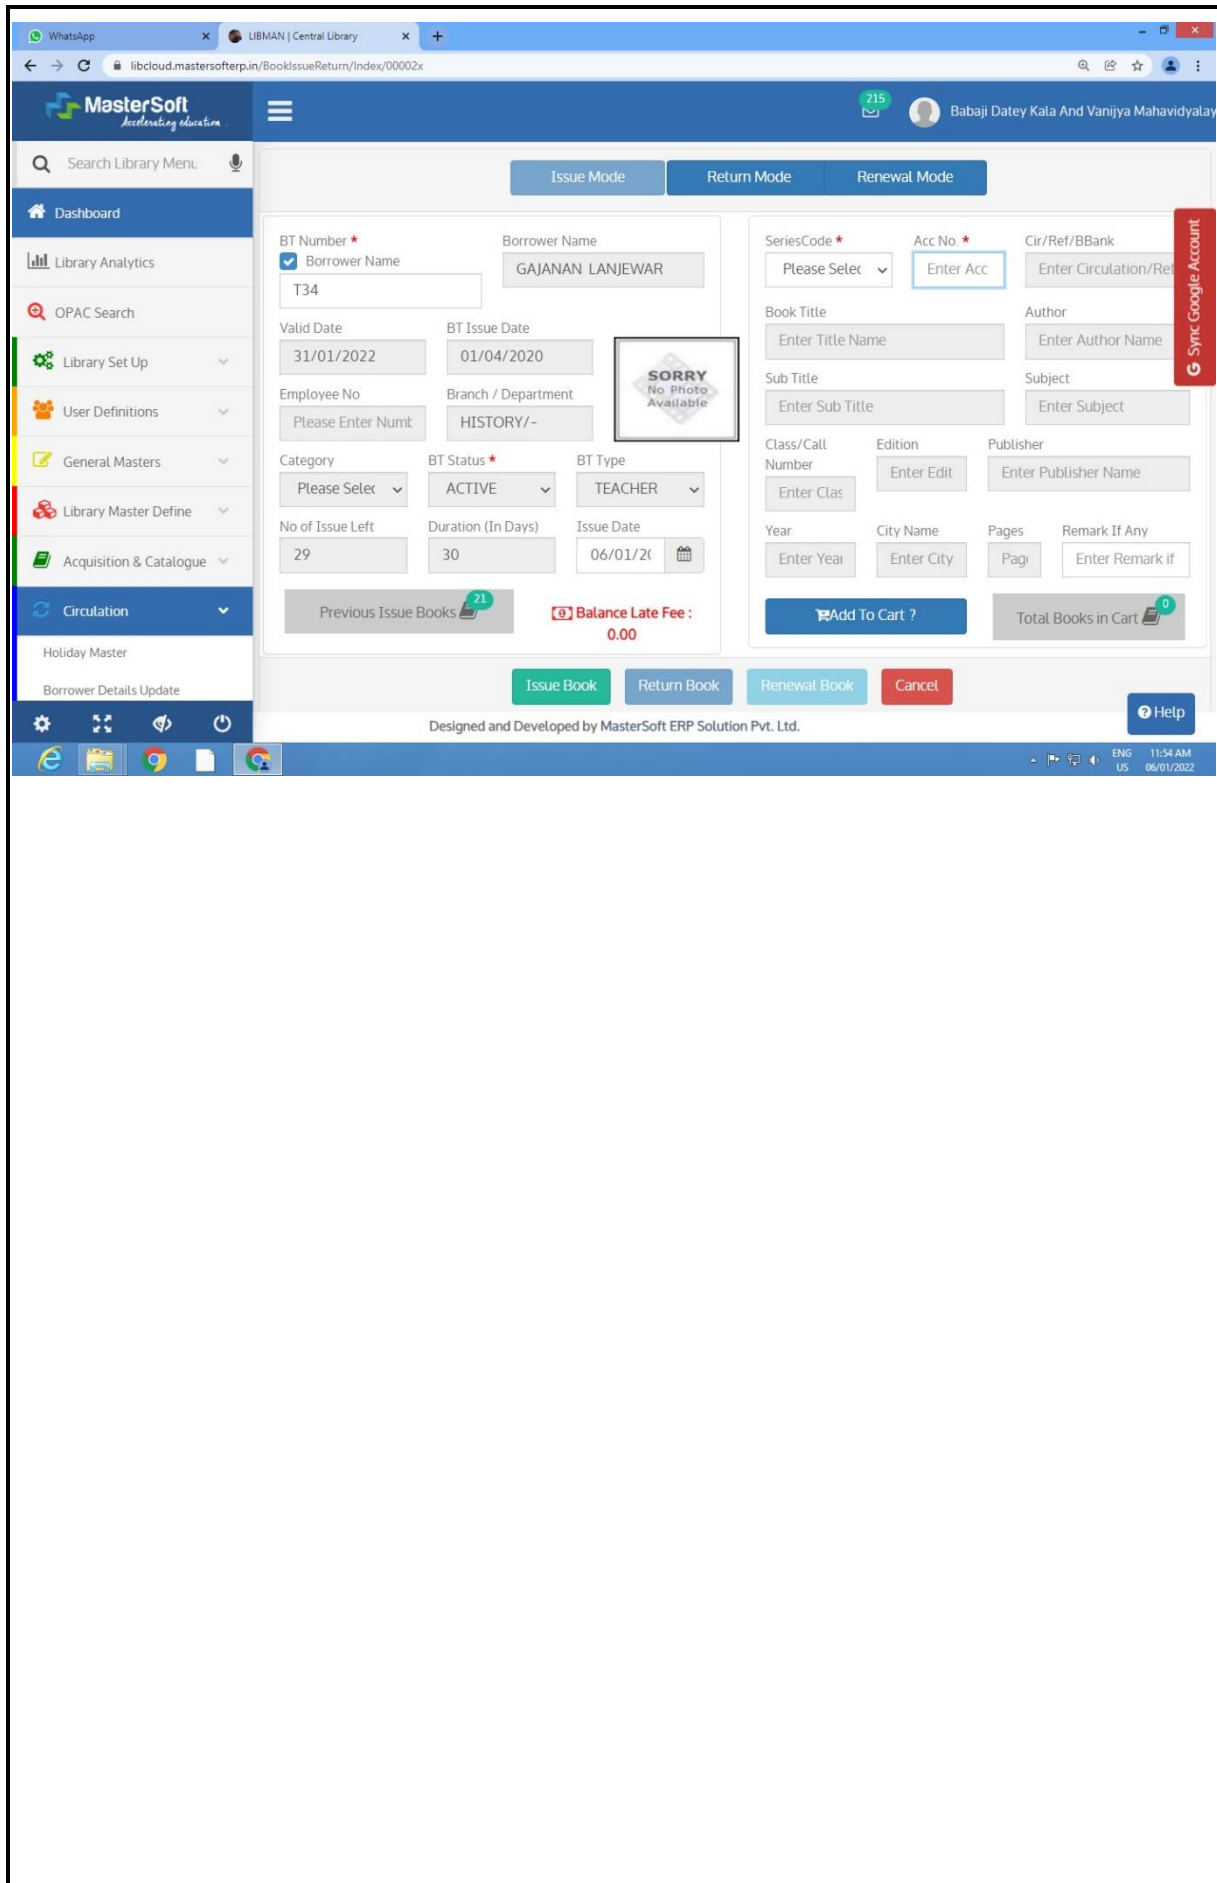 WhatsApp
LIBMAN | Central Library
libcloud.mastersofterp.in/BookIssueReturn/Index/00002x
MasterSoft
Accelerating education
215
Babaji Datey Kala And Vanijya Mahavidyalay
Search Library Menu
Issue Mode Return Mode Renewal Mode
Dashboard
Library Analytics
OPAC Search
Library Set Up
User Definitions
General Masters
Library Master Define
Acquisition & Catalogue
Circulation
Holiday Master
Borrower Details Update
BT Number *
Borrower Name
T34
Borrower Name
GAJANAN LANJEWAR
Valid Date BT Issue Date
31/01/2022 01/04/2020
SORRY
No Photo
Available
Employee No Branch / Department
Please Enter Numb HISTORY/-
Category BT Status * BT Type
Please Selec ACTIVE TEACHER
No of Issue Left Duration (In Days) Issue Date
29 30 06/01/20
Previous Issue Books 21
Balance Late Fee :
0.00
SeriesCode * Acc No. * Cir/Ref/BBank
Please Selec Enter Acc Enter Circulation/Ref
Book Title Author
Enter Title Name Enter Author Name
Sub Title Subject
Enter Sub Title Enter Subject
Class/Call
Number
Edition Publisher
Enter Clas Enter Edit Enter Publisher Name
Year City Name Pages Remark If Any
Enter Year Enter City Page Enter Remark if
Add To Cart ?
Total Books in Cart 0
Sync Google Account
Issue Book Return Book Renewal Book Cancel
Help
Designed and Developed by MasterSoft ERP Solution Pvt. Ltd.
ENG 11:54 AM
US 06/01/2022